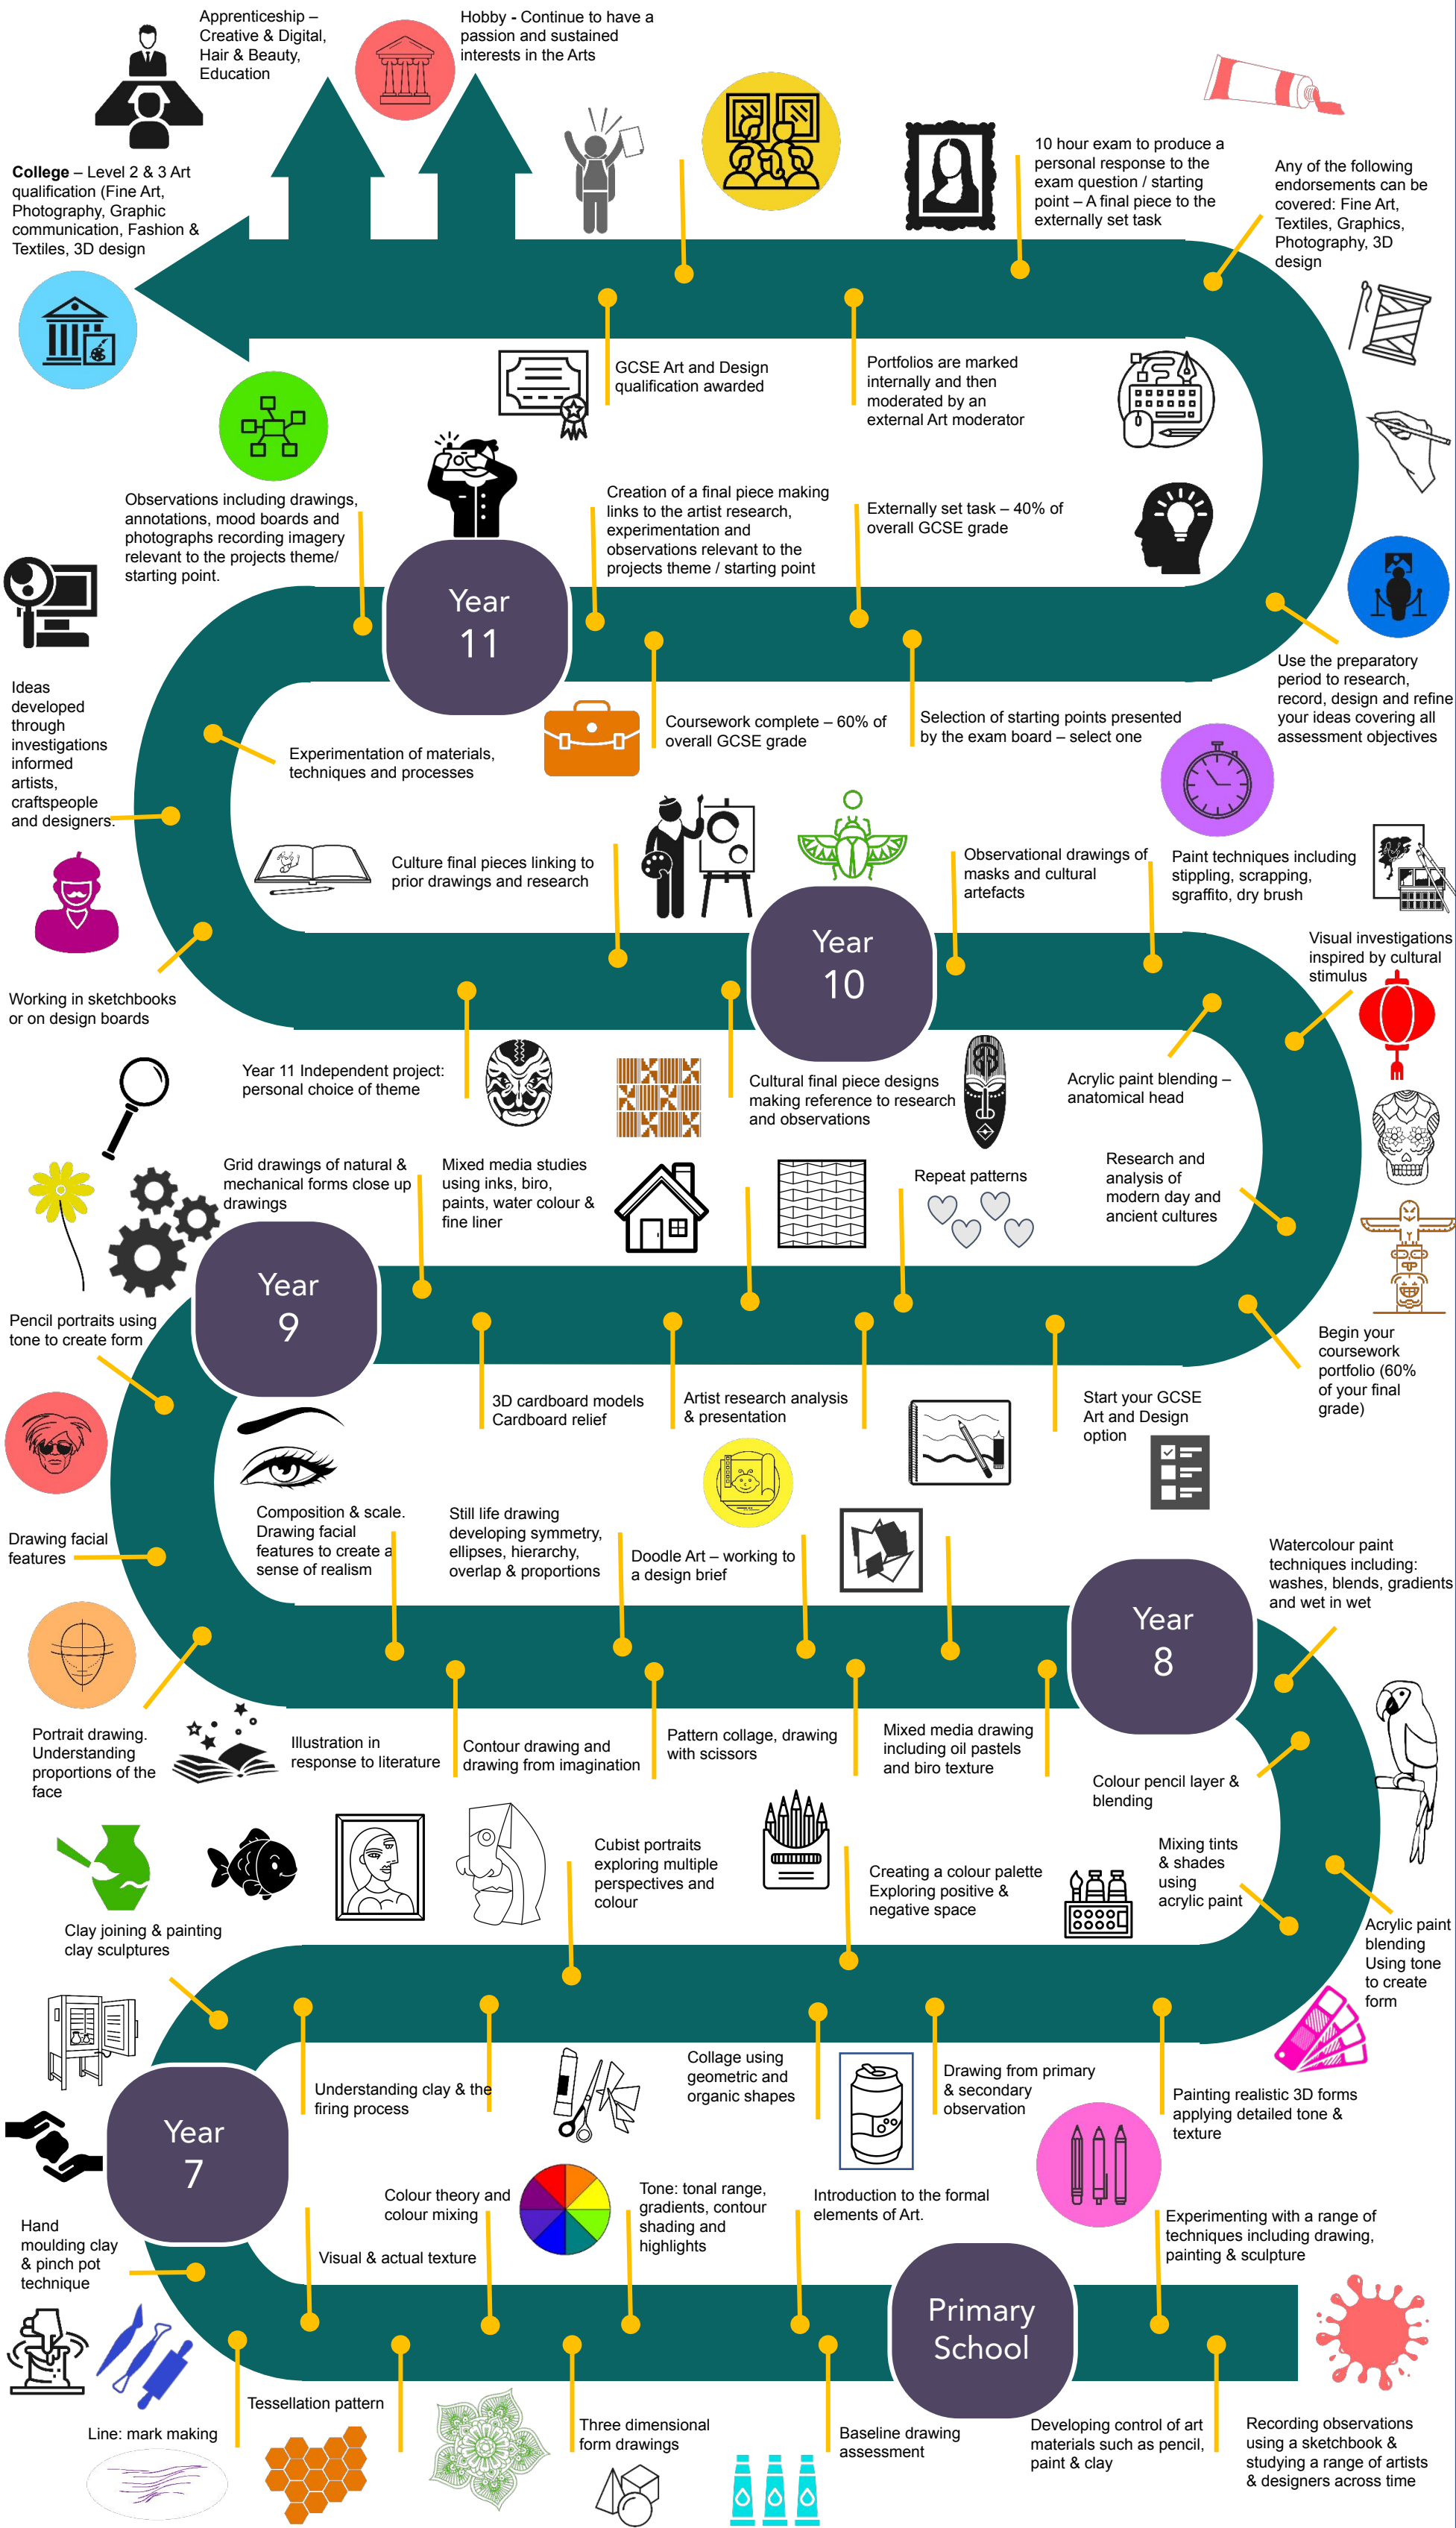 Apprenticeship –
Creative & Digital,
Hair & Beauty,
Education
Hobby - Continue to have a
passion and sustained
interests in the Arts
College – Level 2 & 3 Art
qualification (Fine Art,
Photography, Graphic
communication, Fashion &
Textiles, 3D design
10 hour exam to produce a
personal response to the
exam question / starting
point – A final piece to the
externally set task
Any of the following
endorsements can be
covered: Fine Art,
Textiles, Graphics,
Photography, 3D
design
GCSE Art and Design
qualification awarded
Portfolios are marked
internally and then
moderated by an
external Art moderator
Observations including drawings,
annotations, mood boards and
photographs recording imagery
relevant to the projects theme/
starting point.
Creation of a final piece making
links to the artist research,
experimentation and
observations relevant to the
projects theme / starting point
Externally set task – 40% of
overall GCSE grade
Year
11
Use the preparatory
period to research,
record, design and refine
your ideas covering all
assessment objectives
Ideas
developed
through
investigations
informed
artists,
craftspeople
and designers.
Experimentation of materials,
techniques and processes
Coursework complete – 60% of
overall GCSE grade
Selection of starting points presented
by the exam board – select one
Culture final pieces linking to
prior drawings and research
Observational drawings of
masks and cultural
artefacts
Paint techniques including
stippling, scrapping,
sgraffito, dry brush
Year
10
Visual investigations
inspired by cultural
stimulus
Working in sketchbooks
or on design boards
Year 11 Independent project:
personal choice of theme
Cultural final piece designs
making reference to research
and observations
Acrylic paint blending –
anatomical head
Grid drawings of natural &
mechanical forms close up
drawings
Mixed media studies
using inks, biro,
paints, water colour &
fine liner
Repeat patterns
Research and
analysis of
modern day and
ancient cultures
Year
9
Pencil portraits using
tone to create form
Begin your
coursework
portfolio (60%
of your final
grade)
3D cardboard models
Cardboard relief
Artist research analysis
& presentation
Start your GCSE
Art and Design
option
Drawing facial
features
Composition & scale.
Drawing facial
features to create a
sense of realism
Still life drawing
developing symmetry,
ellipses, hierarchy,
overlap & proportions
Doodle Art – working to
a design brief
Watercolour paint
techniques including:
washes, blends, gradients
and wet in wet
Year
8
Portrait drawing.
Understanding
proportions of the
face
Illustration in
response to literature
Contour drawing and
drawing from imagination
Pattern collage, drawing
with scissors
Mixed media drawing
including oil pastels
and biro texture
Colour pencil layer &
blending
Cubist portraits
exploring multiple
perspectives and
colour
Creating a colour palette
Exploring positive &
negative space
Mixing tints
& shades
using
acrylic paint
Clay joining & painting
clay sculptures
Acrylic paint
blending
Using tone
to create
form
Understanding clay & the
firing process
Collage using
geometric and
organic shapes
Drawing from primary
& secondary
observation
Painting realistic 3D forms
applying detailed tone &
texture
Year
7
Colour theory and
colour mixing
Tone: tonal range,
gradients, contour
shading and
highlights
Introduction to the formal
elements of Art.
Experimenting with a range of
techniques including drawing,
painting & sculpture
Hand
moulding clay
& pinch pot
technique
Visual & actual texture
Primary
School
Tessellation pattern
Line: mark making
Three dimensional
form drawings
Baseline drawing
assessment
Developing control of art
materials such as pencil,
paint & clay
Recording observations
using a sketchbook &
studying a range of artists
& designers across time